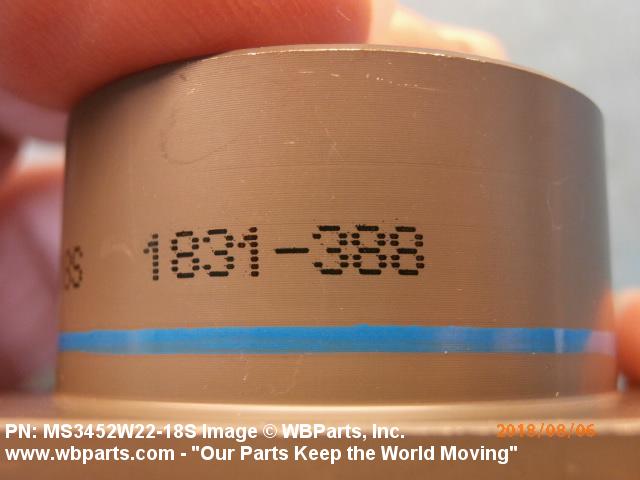 8S 1831-388
PN: MS3452W22-18S Image © WBParts, Inc.
2018/08/06
www.wbparts.com - "Our Parts Keep the World Moving"